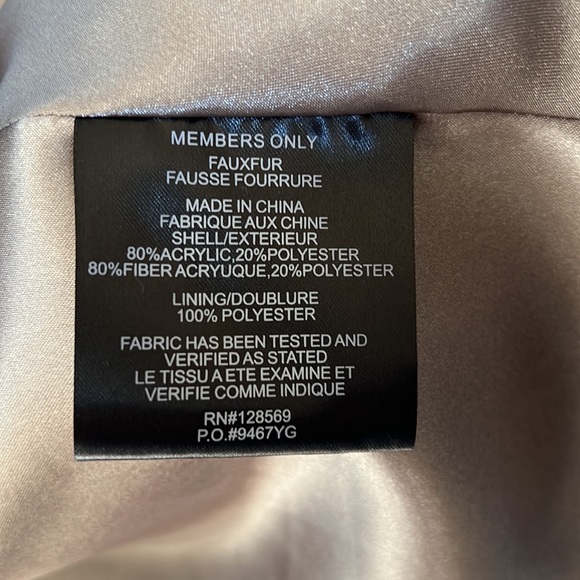 MEMBERS ONLY
FAUXFUR
FAUSSE FOURRURE
MADE IN CHINA
FABRIQUE AUX CHINE
SHELL/EXTERIEUR
80%ACRYLIC,20%POLYESTER
80%FIBER ACRYUQUE,20%POLYESTER
LINING/DOUBLURE
100% POLYESTER
FABRIC HAS BEEN TESTED AND
VERIFIED AS STATED
LE TISSU A ETE EXAMINE ET
VERIFIE COMME INDIQUE
RN#128569
P.O.#9467YG